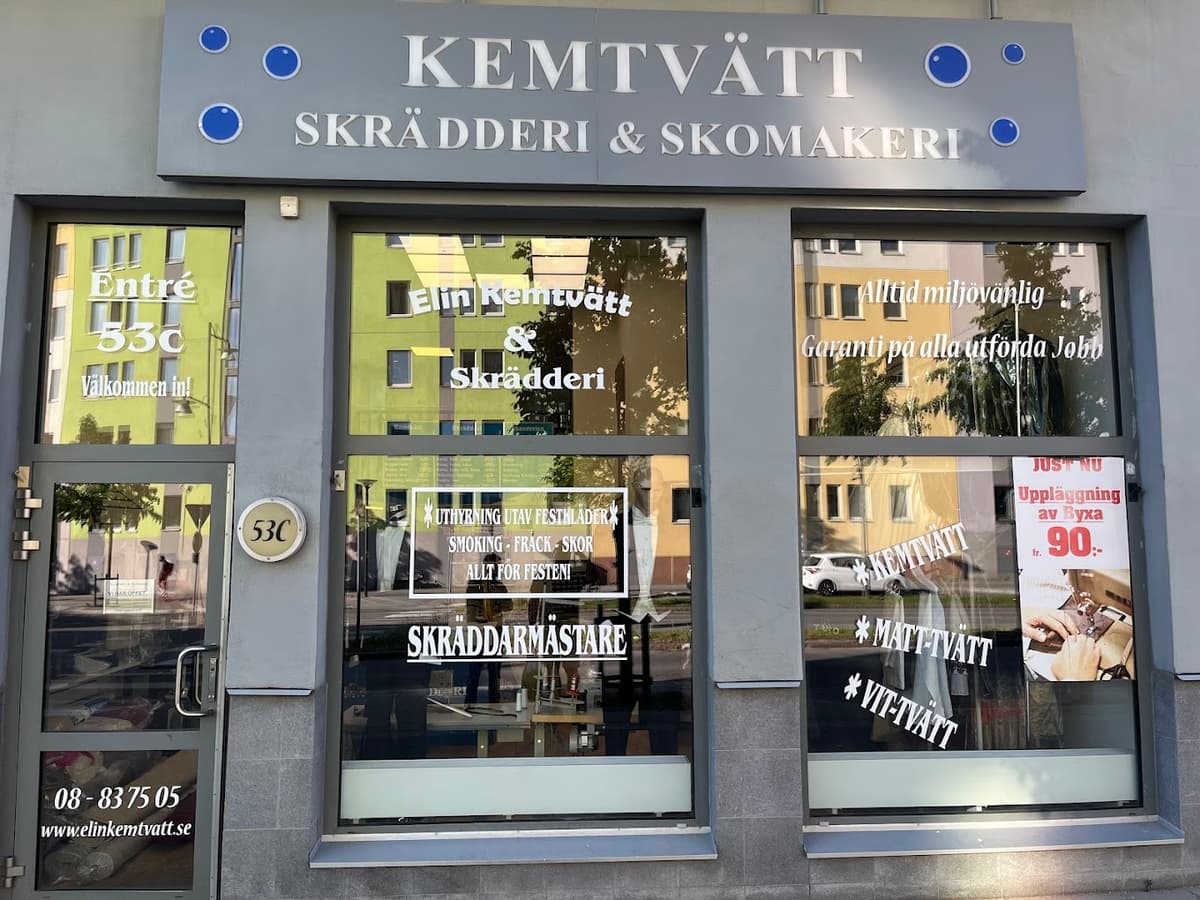 KEMTVÄTT
SKRÄDDERI & SKOMAKERI
Entré
53c
Välkommen in!
53C
08 - 83 75 05
www.elinkemtvatt.se
Elin Kemtvätt
&
Skrädderi
* UTHYRNING UTAV FESTKLÄDER *
SMOKING - FRACK - SKOR
ALLT FÖR FESTEN!
SKRÄDDARMÄSTARE
Alltid miljövänlig
Garanti på alla utförda Jobb
* KEMTVÄTT
* MATT-TVÄTT
* VIT-TVÄTT
JUST NU
Uppläggning
av Byxa
fr. 90:-